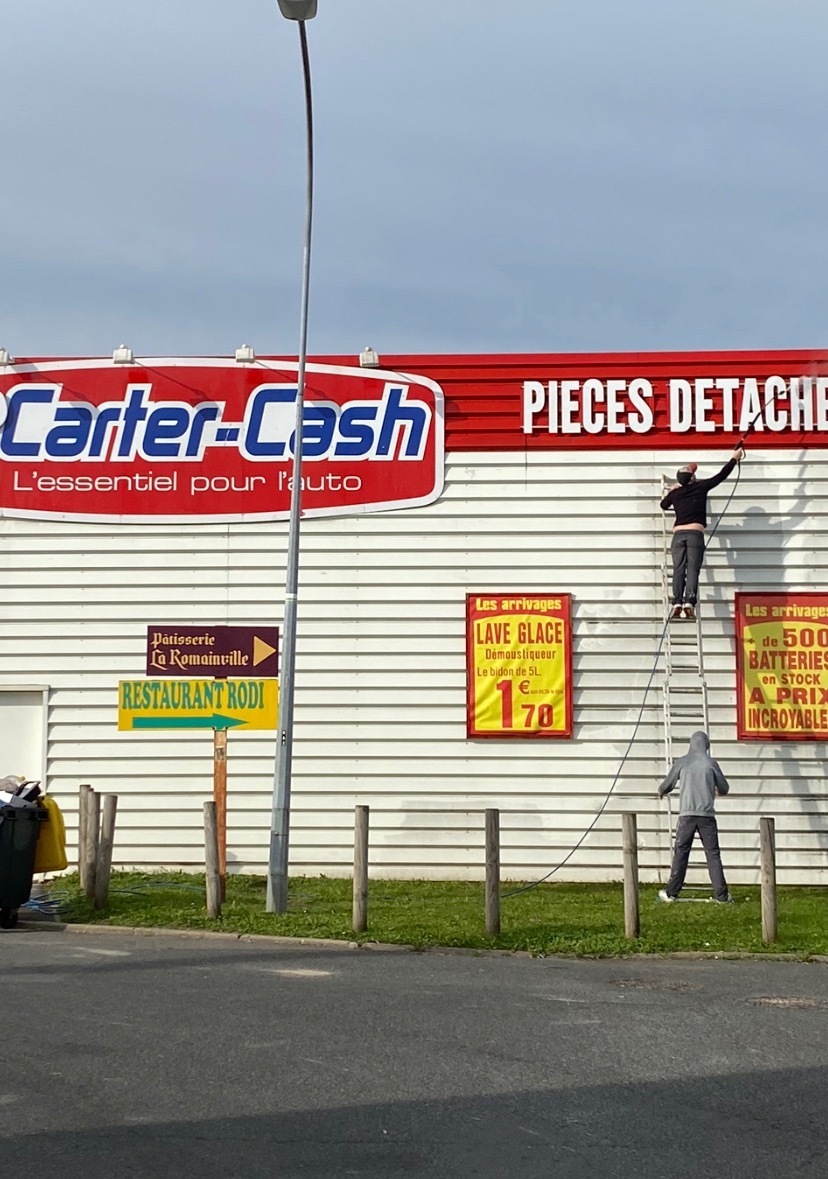 Carter-Cash
L'essentiel pour l'auto
PIECES DETACHE
Pâtisserie
La Romainville
RESTAURANT RODI
Les arrivages
LAVE GLACE
Démoustiqueur
Le bidon de 5L
1€
70
Les arrivages
+ de 500
BATTERIES
en STOCK
A PRIX
INCROYABLE